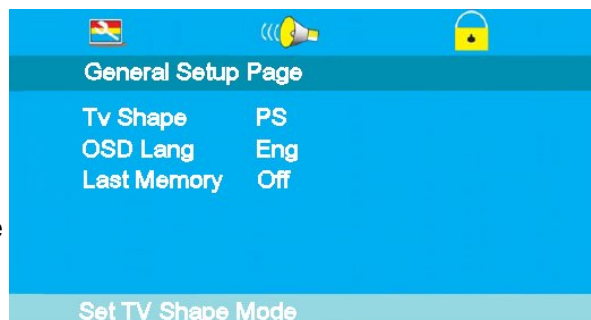 General Setup Page
Tv Shape PS
OSD Lang Eng
Last Memory Off
Set TV Shape Mode